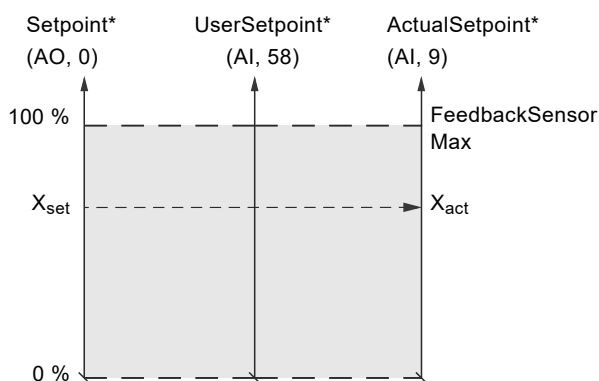 Setpoint* UserSetpoint* ActualSetpoint*
(AO, 0) (AI, 58) (AI, 9)
100 % FeedbackSensor
Max
Xset Xact
0 %